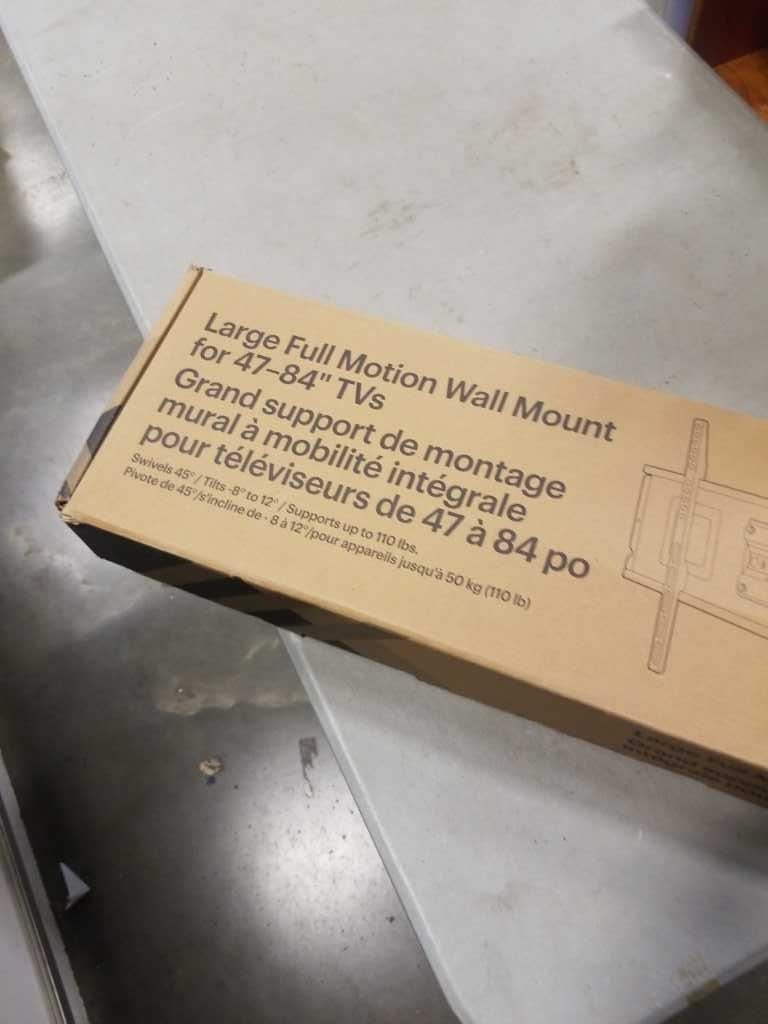 Large Full Motion Wall Mount
for 47–84" TVs
Grand support de montage
mural à mobilité intégrale
pour téléviseurs de 47 à 84 po
Swivels 45° / Tilts -8° to 12° / Supports up to 110 lbs.
Pivote de 45°/s'incline de - 8 à 12°/pour appareils jusqu'à 50 kg (110 lb)